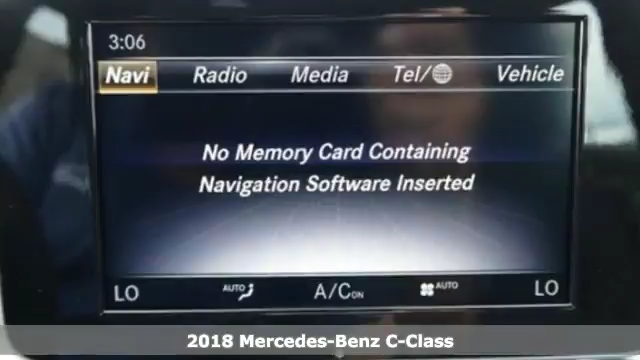 3:06
Navi Radio Media Tel/ Vehicle
No Memory Card Containing
Navigation Software Inserted
LO AUTO A/C ON AUTO LO
2018 Mercedes-Benz C-Class